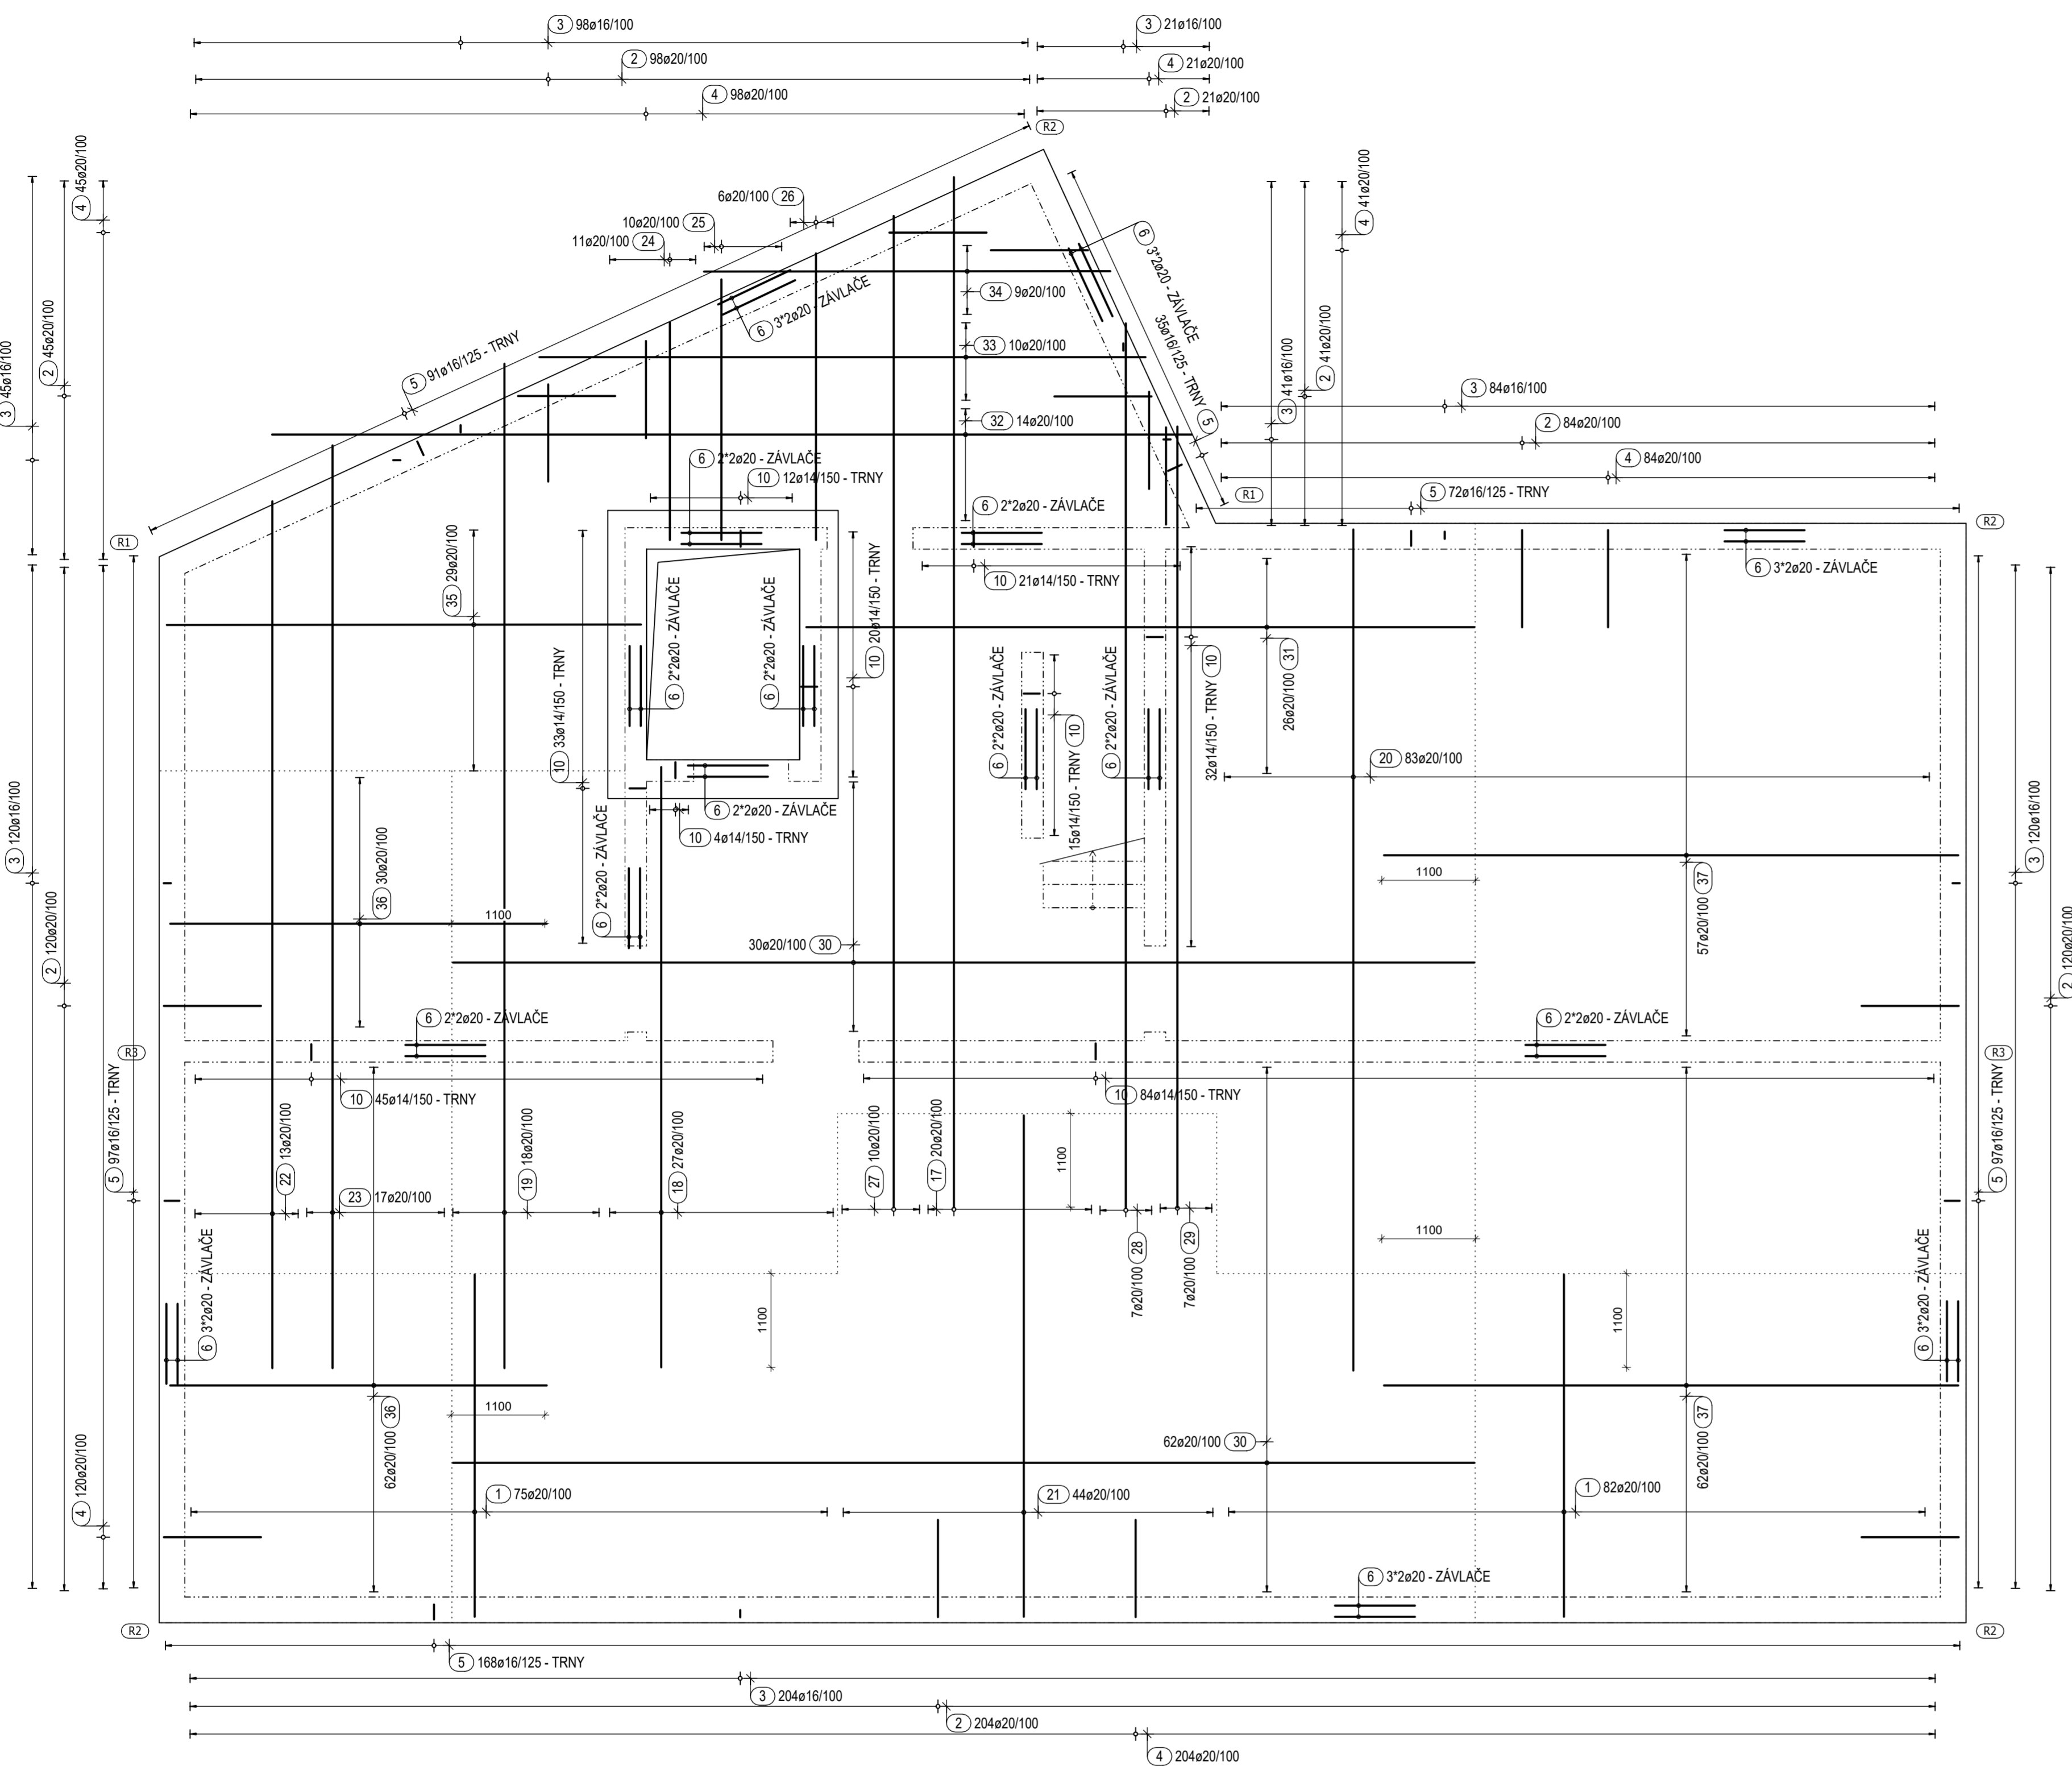 3 98ø16/100
3 21ø16/100
2 98ø20/100
4 21ø20/100
4 98ø20/100
2 21ø20/100
R2
4 45ø20/100
2 45ø20/100
3 45ø16/100
6ø20/100 26
10ø20/100 25
11ø20/100 24
6 3*2ø20 - ZÁVLAČE
6 3*2ø20 - ZÁVLAČE
5 91ø16/125 - TRNY
35ø16/125 - TRNY 5
34 9ø20/100
33 10ø20/100
32 14ø20/100
4 41ø20/100
2 41ø20/100
3 41ø16/100
3 84ø16/100
2 84ø20/100
4 84ø20/100
5 72ø16/125 - TRNY
R1
R2
R1
6 2*2ø20 - ZÁVLAČE
10 12ø14/150 - TRNY
6 2*2ø20 - ZÁVLAČE
10 21ø14/150 - TRNY
6 3*2ø20 - ZÁVLAČE
35 29ø20/100
10 33ø14/150 - TRNY
6 2*2ø20 - ZÁVLAČE
6 2*2ø20 - ZÁVLAČE
10 20ø14/150 - TRNY
6 2*2ø20 - ZÁVLAČE
15ø14/150 - TRNY 10
6 2*2ø20 - ZÁVLAČE
32ø14/150 - TRNY 10
26ø20/100 31
20 83ø20/100
6 2*2ø20 - ZÁVLAČE
10 4ø14/150 - TRNY
6 2*2ø20 - ZÁVLAČE
3 120ø16/100
2 120ø20/100
36 30ø20/100
1100
1100
57ø20/100 37
3 120ø16/100
2 120ø20/100
30ø20/100 30
6 2*2ø20 - ZÁVLAČE
6 2*2ø20 - ZÁVLAČE
R3
R3
5 97ø16/125 - TRNY
5 97ø16/125 - TRNY
10 45ø14/150 - TRNY
10 84ø14/150 - TRNY
22 13ø20/100
23 17ø20/100
19 18ø20/100
18 27ø20/100
27 10ø20/100
17 20ø20/100
1100
7ø20/100 28
7ø20/100 29
1100
6 3*2ø20 - ZÁVLAČE
1100
1100
6 3*2ø20 - ZÁVLAČE
62ø20/100 36
1100
62ø20/100 30
62ø20/100 37
4 120ø20/100
1 75ø20/100
21 44ø20/100
1 82ø20/100
6 3*2ø20 - ZÁVLAČE
R2
R2
5 168ø16/125 - TRNY
3 204ø16/100
2 204ø20/100
4 204ø20/100